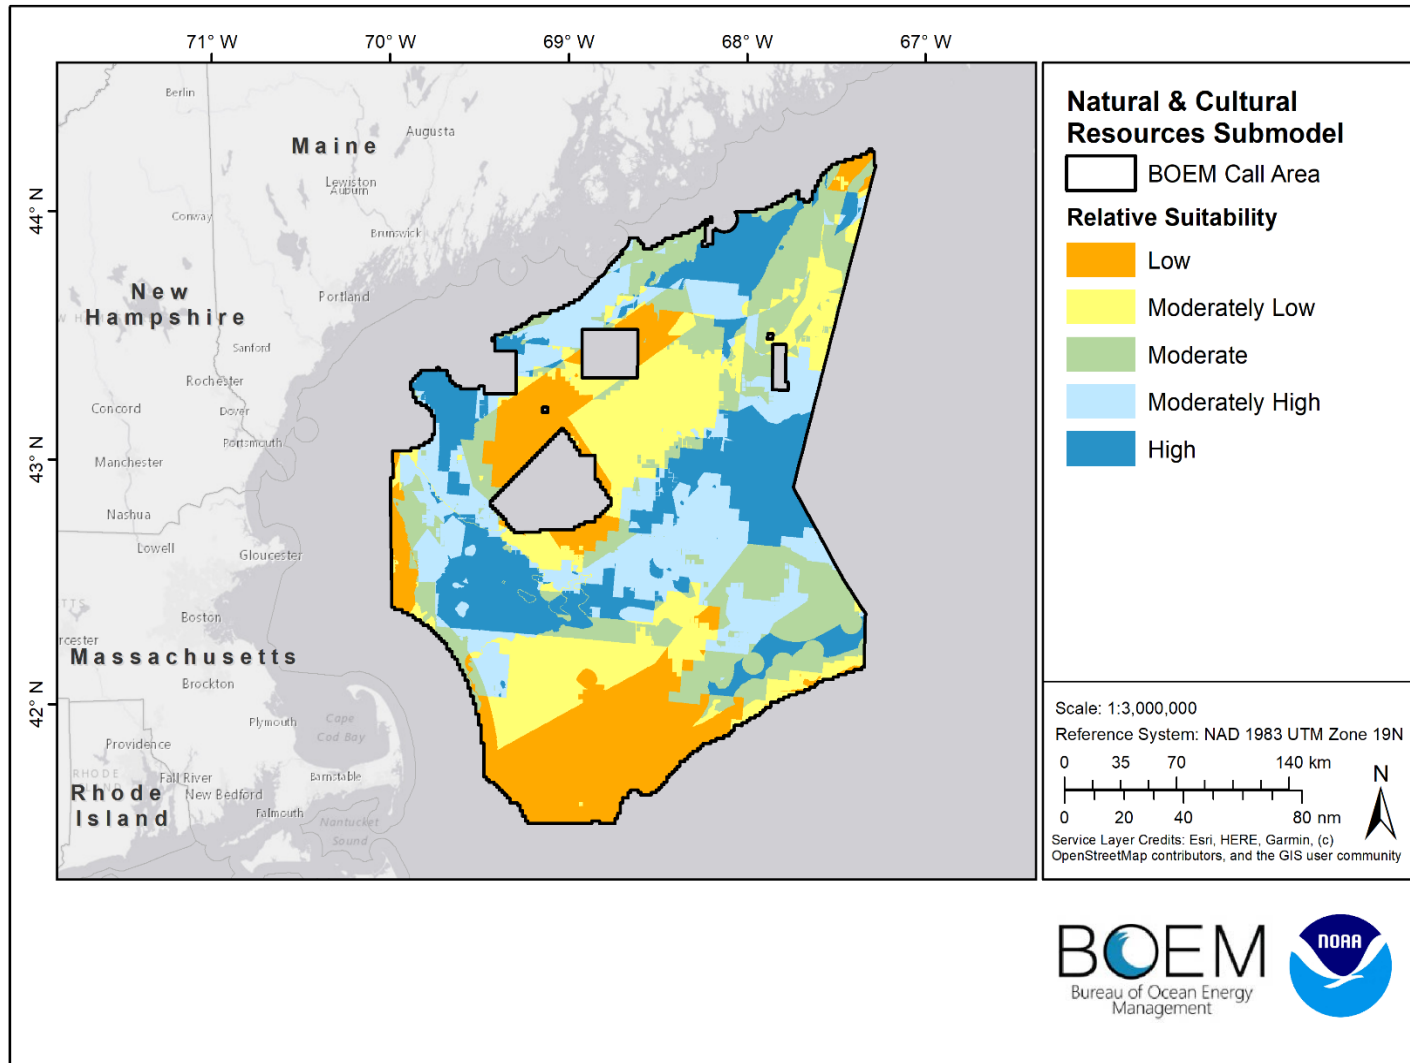 71° W 70° W 69° W 68° W 67° W
44° N
43° N
42° N
Berlin
Augusta
Maine
Lewiston
Auburn
Conway
Brunswick
New
Hampshire
Portland
Sanford
Rochester
Concord
Dover
Portsmouth
Manchester
Nashua
Lowell
Gloucester
Boston
Massachusetts
Brockton
Plymouth
Cape
Cod Bay
Providence
Barnstable
Fall River
New Bedford
Rhode
Island
Falmouth
Nantucket
Sound
Natural & Cultural
Resources Submodel
BOEM Call Area
Relative Suitability
Low
Moderately Low
Moderate
Moderately High
High
Scale: 1:3,000,000
Reference System: NAD 1983 UTM Zone 19N
0 35 70 140 km
N
0 20 40 80 nm
Service Layer Credits: Esri, HERE, Garmin, (c)
OpenStreetMap contributors, and the GIS user community
BOEM
Bureau of Ocean Energy
Management
NOAA